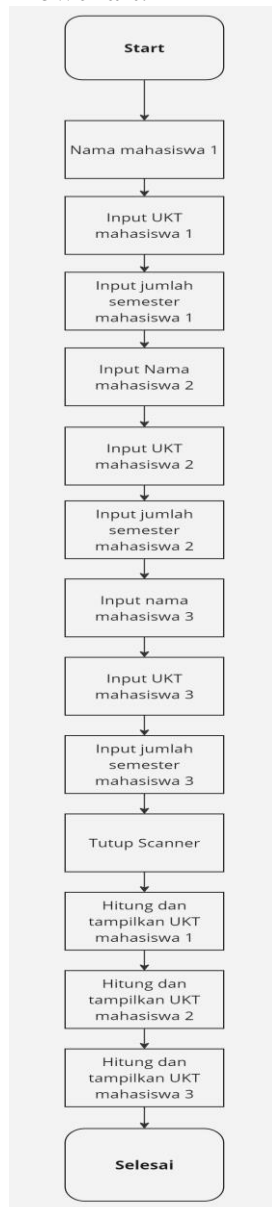 Start
Nama mahasiswa 1
Input UKT
mahasiswa 1
Input jumlah
semester
mahasiswa 1
Input Nama
mahasiswa 2
Input UKT
mahasiswa 2
Input jumlah
semester
mahasiswa 2
Input nama
mahasiswa 3
Input UKT
mahasiswa 3
Input jumlah
semester
mahasiswa 3
Tutup Scanner
Hitung dan
tampilkan UKT
mahasiswa 1
Hitung dan
tampilkan UKT
mahasiswa 2
Hitung dan
tampilkan UKT
mahasiswa 3
Selesai